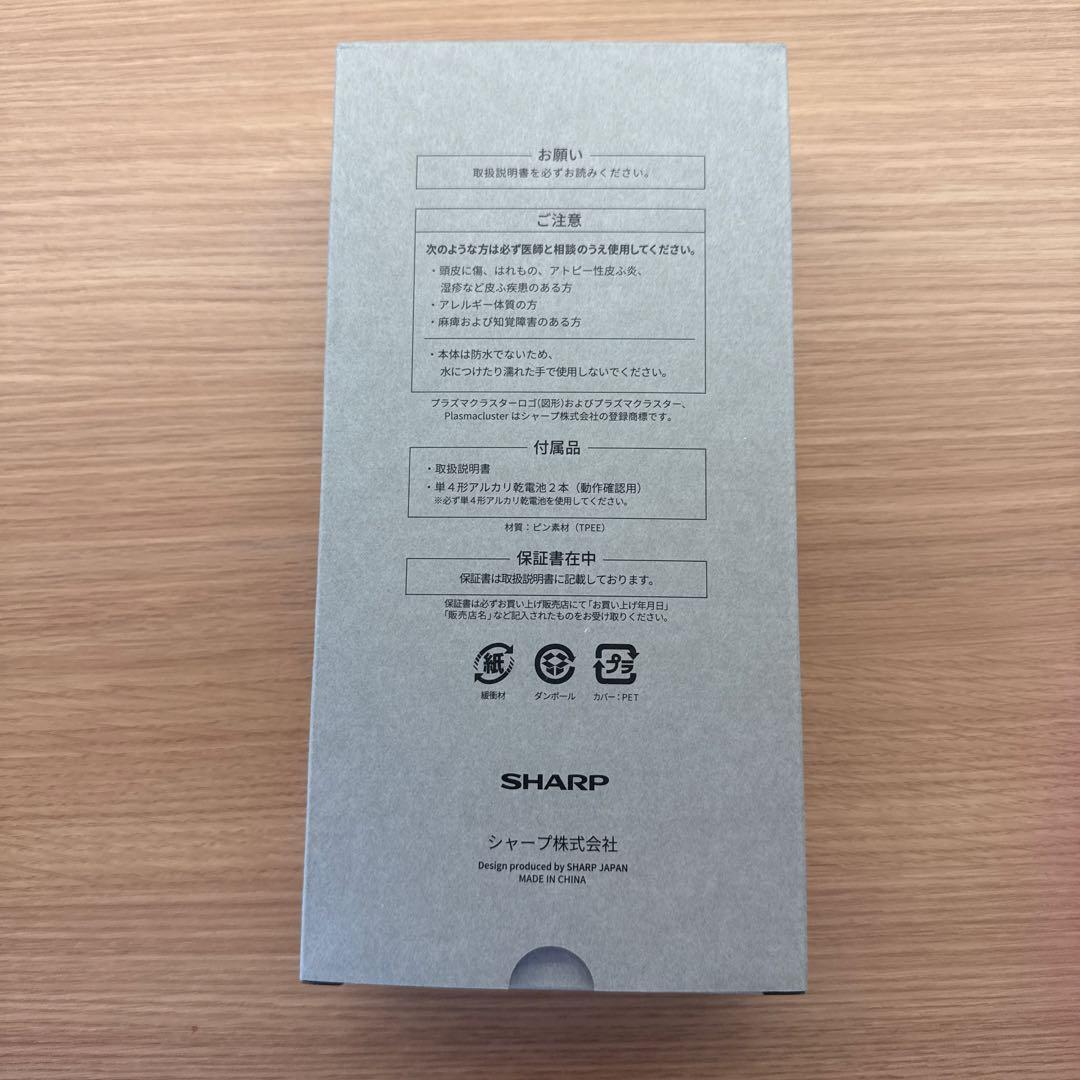 お願い
取扱説明書を必ずお読みください。
ご注意
次のような方は必ず医師と相談のうえ使用してください。
・頭皮に傷、はれもの、アトピー性皮ふ炎、
湿疹など皮ふ疾患のある方
・アレルギー体質の方
・麻痺および知覚障害のある方
・本体は防水でないため、
水につけたり濡れた手で使用しないでください。
プラズマクラスターロゴ(図形)およびプラズマクラスター、
Plasmacluster はシャープ株式会社の登録商標です。
付属品
・取扱説明書
・単4形アルカリ乾電池2本（動作確認用）
※必ず単4形アルカリ乾電池を使用してください。
材質：ピン素材（TPEE）
保証書在中
保証書は取扱説明書に記載しております。
保証書は必ずお買い上げ販売店にて「お買い上げ年月日」
「販売店名」など記入されたものをお受け取りください。
紙 プラ
緩衝材 ダンボール カバー：PET
SHARP
シャープ株式会社
Design produced by SHARP JAPAN
MADE IN CHINA